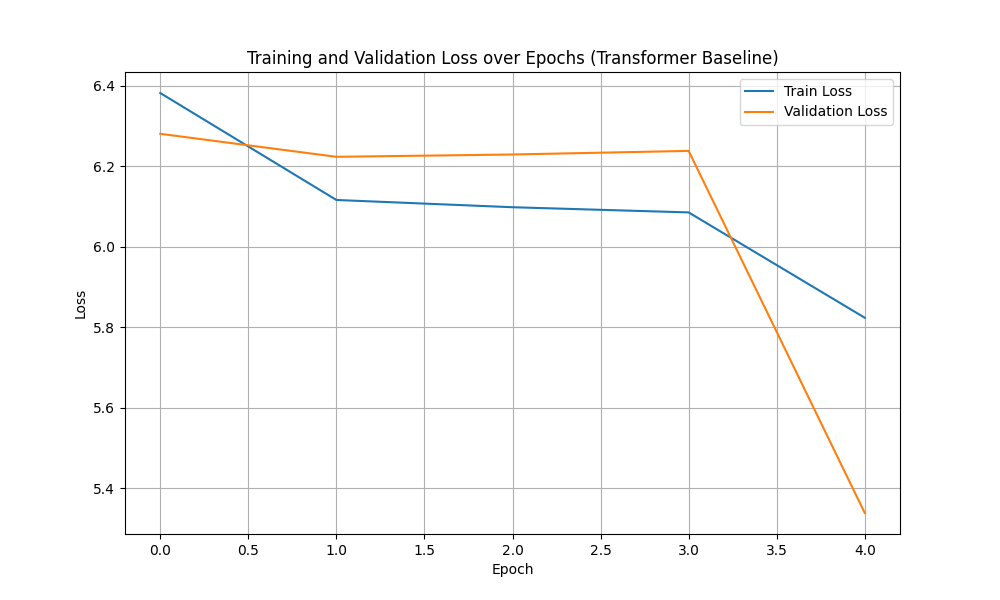 Training and Validation Loss over Epochs (Transformer Baseline)
Train Loss
Validation Loss
6.4
6.2
6.0
5.8
5.6
5.4
Loss
0.0 0.5 1.0 1.5 2.0 2.5 3.0 3.5 4.0
Epoch